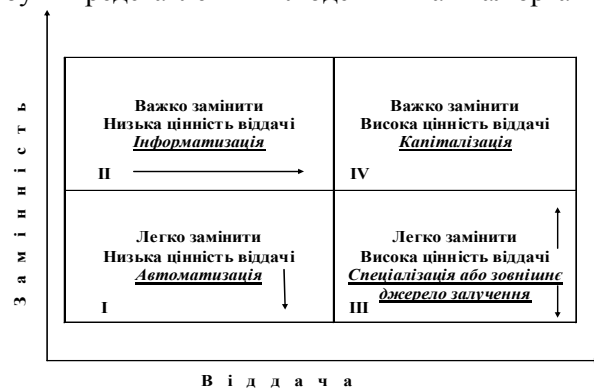 Замінність
Важко замінити
Низька цінність віддачі
Інформатизація
II
Важко замінити
Висока цінність віддачі
Капіталізація
IV
Легко замінити
Низька цінність віддачі
Автоматизація
I
Легко замінити
Висока цінність віддачі
Спеціалізація або зовнішнє
джерело залучення
III
Віддача